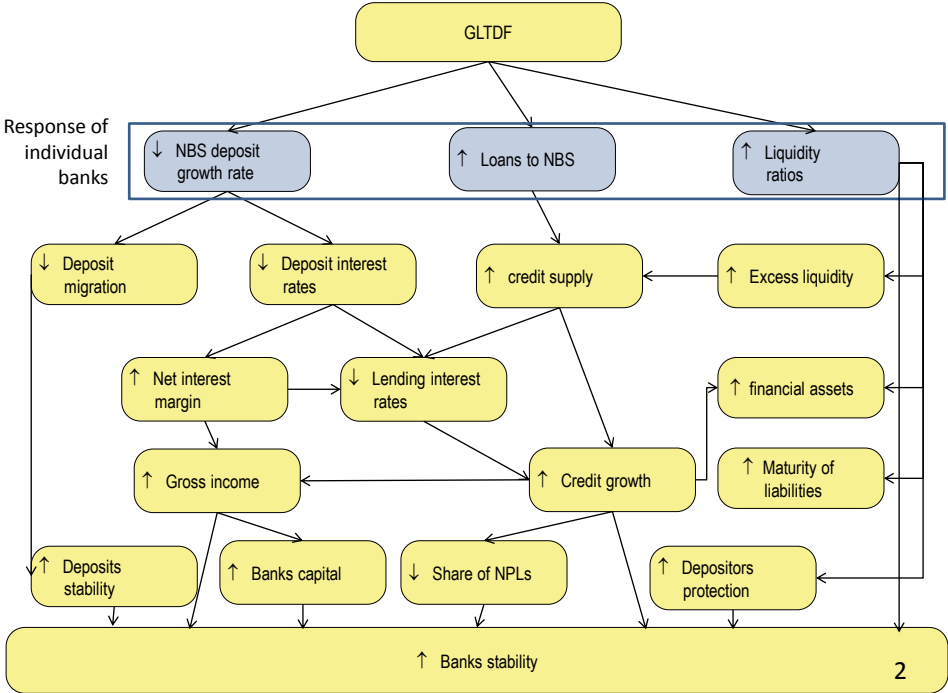 GLTDF
Response of
individual
banks
↓ NBS deposit
growth rate
↑ Loans to NBS
↑ Liquidity
ratios
↓ Deposit
migration
↓ Deposit interest
rates
↑ credit supply
↑ Excess liquidity
↑ Net interest
margin
↓ Lending interest
rates
↑ financial assets
↑ Gross income
↑ Credit growth
↑ Maturity of
liabilities
↑ Deposits
stability
↑ Banks capital
↓ Share of NPLs
↑ Depositors
protection
↑ Banks stability
2